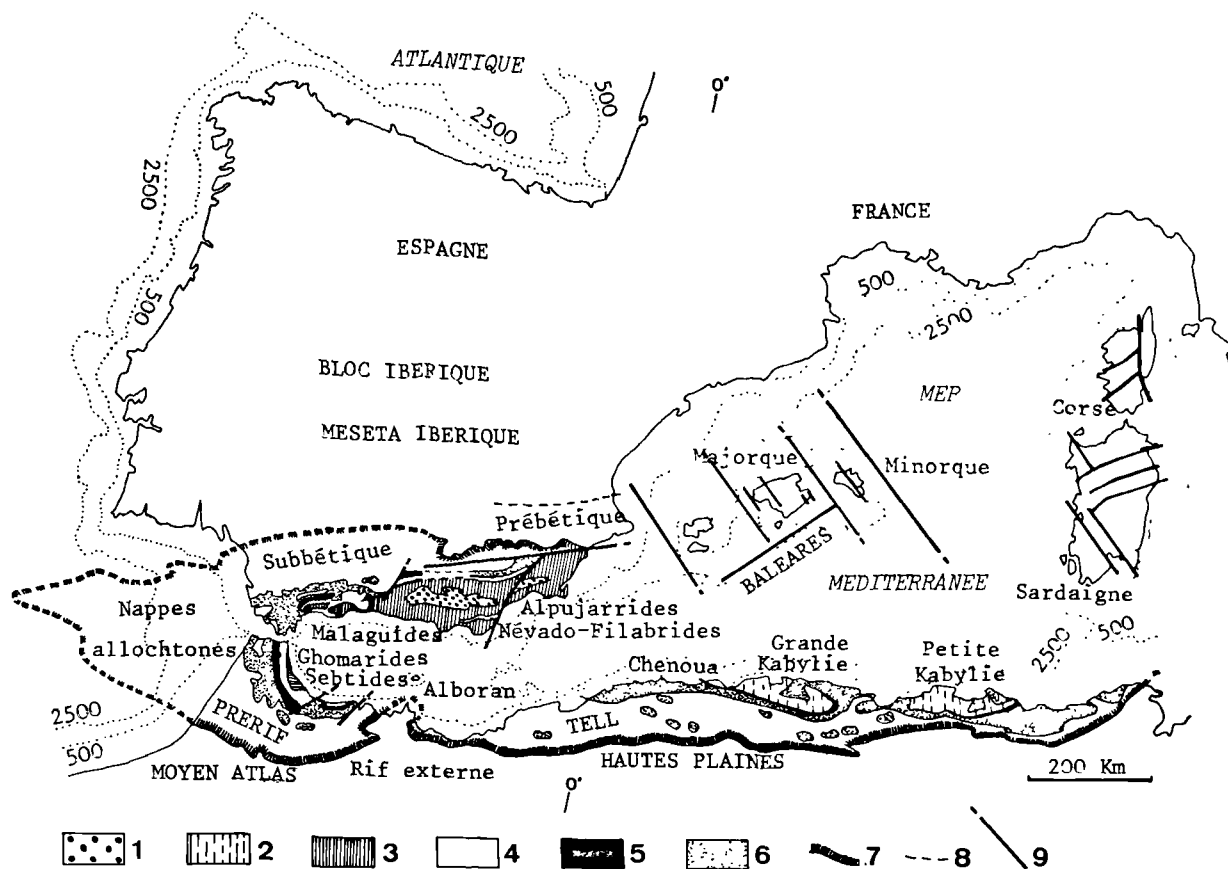 ATLANTIQUE
500
0°
2500
2500
FRANCE
ESPAGNE
500
500
2500
BLOC IBERIQUE
MEP
Corse
MESETA IBERIQUE
Majorque
Minorque
Prébétique
Subbétique
BALEARES
MEDITERRANEE
Nappes
Alpujarrides
Sardaigne
Malaguides
Névado-Filabrides
allochtones
Ghomarides
Grande
Petite
500
Sebtides
Chenoua
Kabylie
Kabylie
2500
Alboran
2500
PRERIF
TELL
500
MOYEN ATLAS
Rif externe
HAUTES PLAINES
200 Km
0°
1 2 3 4 5 6 7 8 9